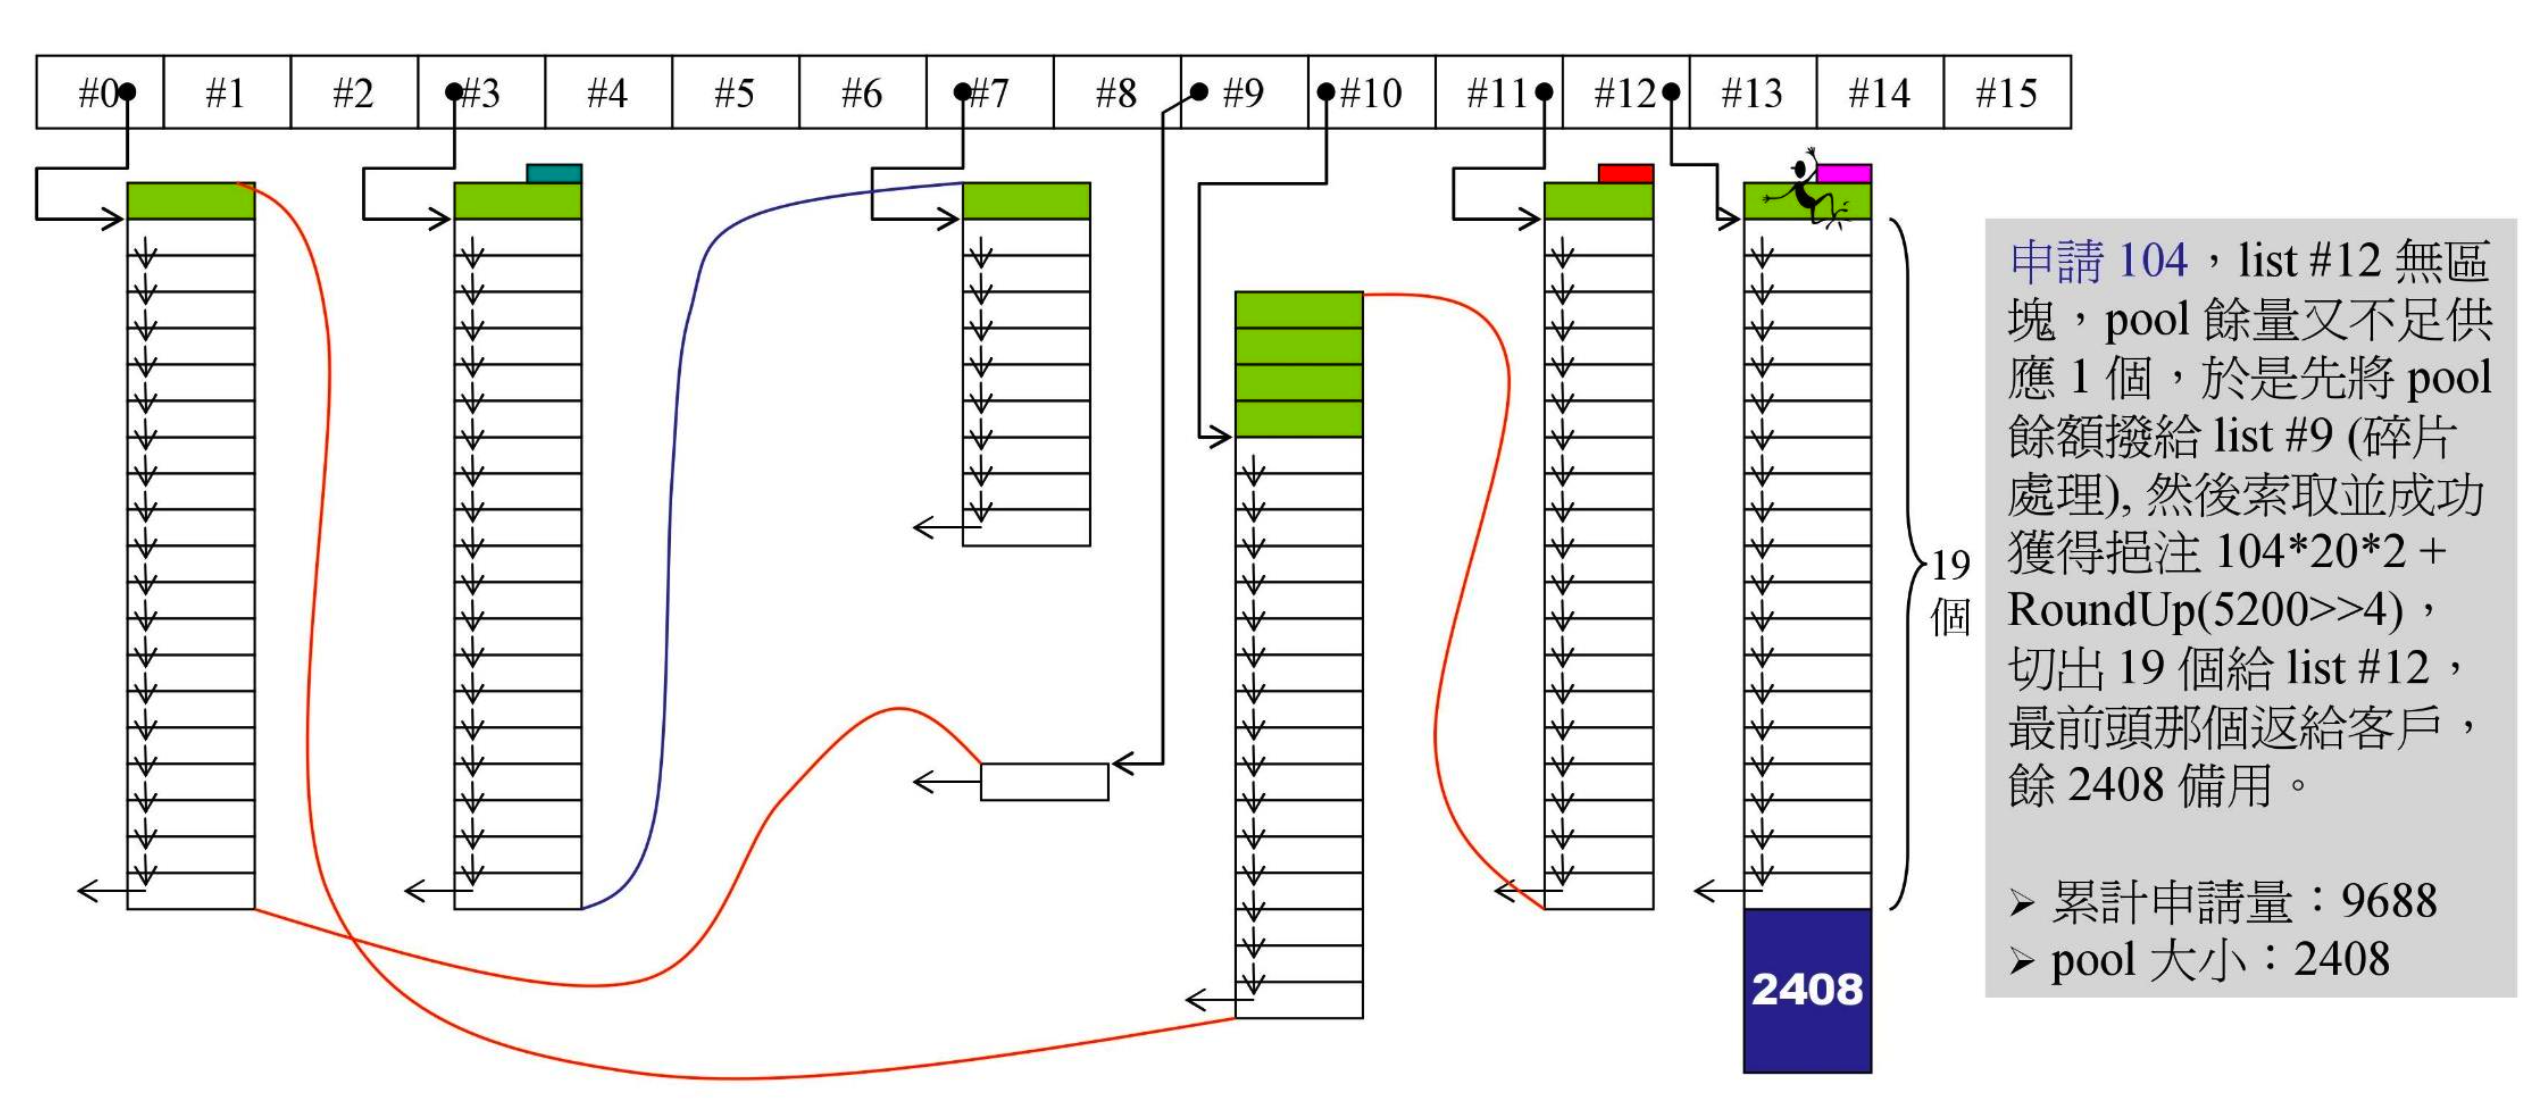 #0 #1 #2 #3 #4 #5 #6 #7 #8 #9 #10 #11 #12 #13 #14 #15
19
個
2408
申請 104，list #12 無區
塊，pool 餘量又不足供
應 1 個，於是先將 pool
餘額撥給 list #9 (碎片
處理), 然後索取並成功
獲得挹注 104*20*2 +
RoundUp(5200>>4)，
切出 19 個給 list #12，
最前頭那個返給客戶，
餘 2408 備用。
➢ 累計申請量：9688
➢ pool 大小：2408